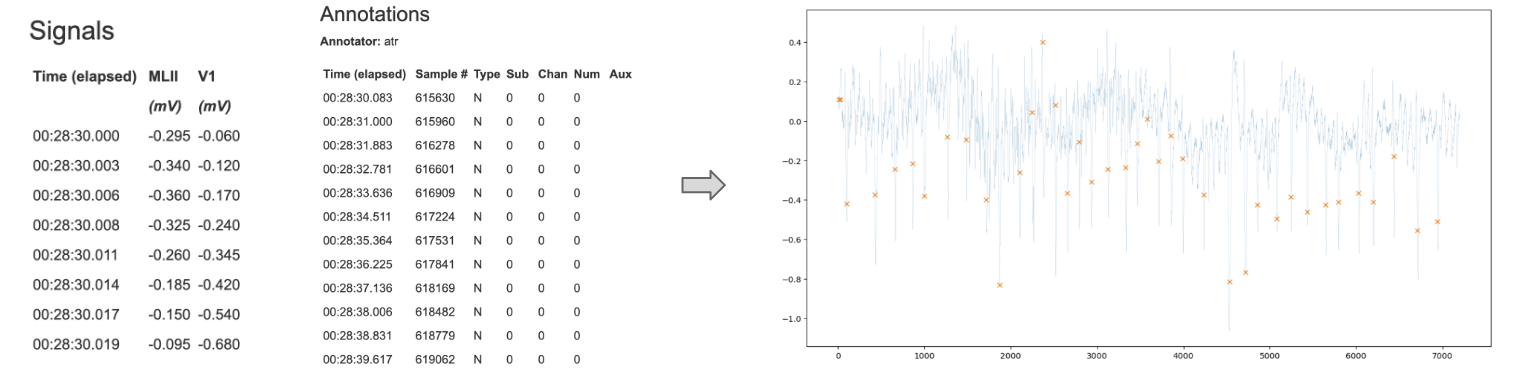 Signals
Time (elapsed) MLII V1
(mV) (mV)
00:28:30.000 -0.295 -0.060
00:28:30.003 -0.340 -0.120
00:28:30.006 -0.360 -0.170
00:28:30.008 -0.325 -0.240
00:28:30.011 -0.260 -0.345
00:28:30.014 -0.185 -0.420
00:28:30.017 -0.150 -0.540
00:28:30.019 -0.095 -0.680
Annotations
Annotator: atr
Time (elapsed) Sample # Type Sub Chan Num Aux
00:28:30.083 615630 N 0 0 0
00:28:31.000 615960 N 0 0 0
00:28:31.883 616278 N 0 0 0
00:28:32.781 616601 N 0 0 0
00:28:33.636 616909 N 0 0 0
00:28:34.511 617224 N 0 0 0
00:28:35.364 617531 N 0 0 0
00:28:36.225 617841 N 0 0 0
00:28:37.136 618169 N 0 0 0
00:28:38.006 618482 N 0 0 0
00:28:38.831 618779 N 0 0 0
00:28:39.617 619062 N 0 0 0
0.4
0.2
0.0
−0.2
−0.4
−0.6
−0.8
−1.0
0 1000 2000 3000 4000 5000 6000 7000